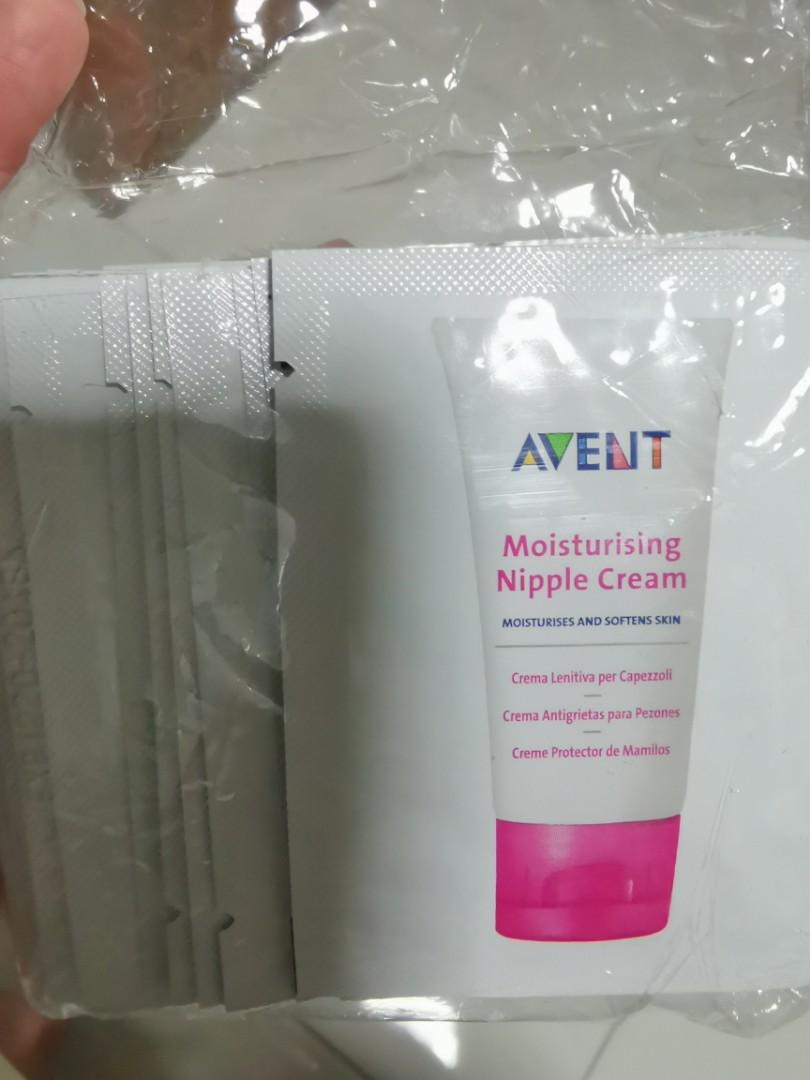 AVENT
Moisturising
Nipple Cream
MOISTURISES AND SOFTENS SKIN
Crema Lenitiva per Capezzoli
Crema Antigrietas para Pezones
Creme Protector de Mamilos